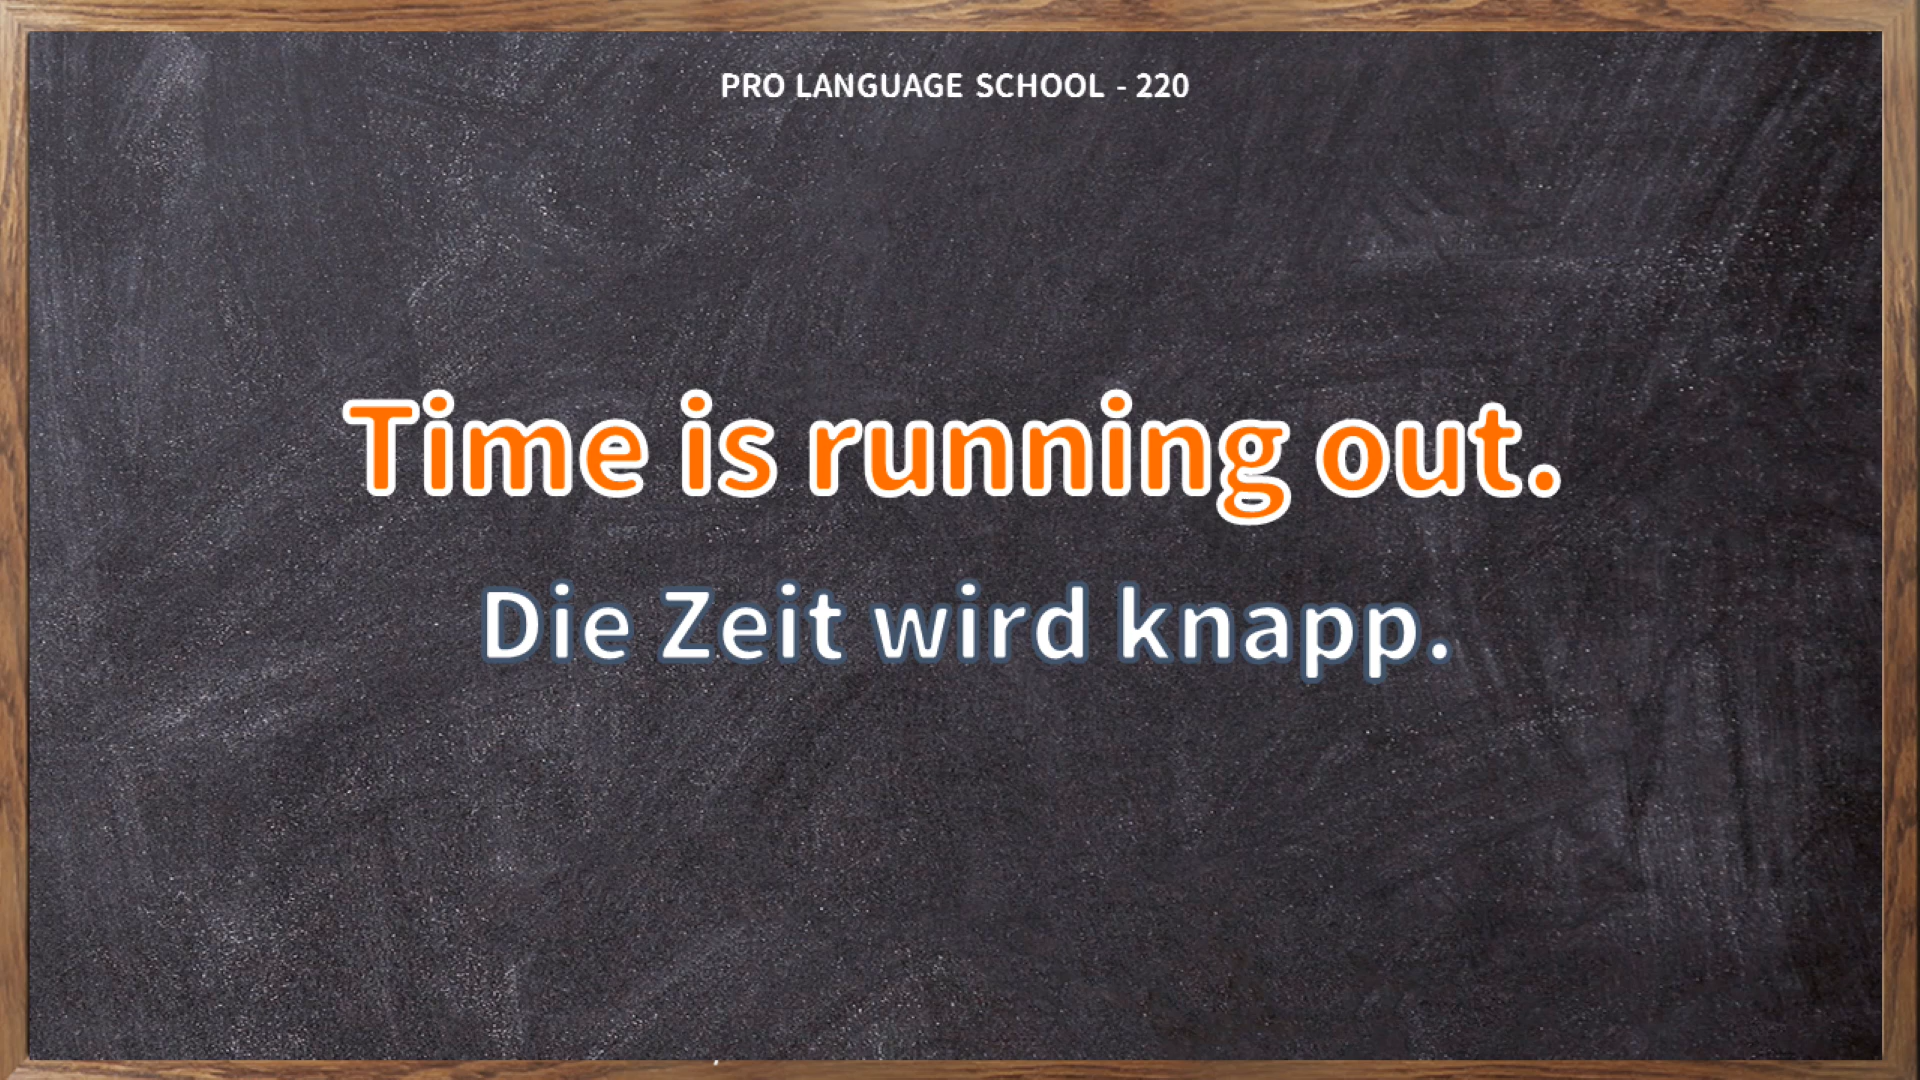 PRO LANGUAGE SCHOOL - 220
Time is running out.
Die Zeit wird knapp.